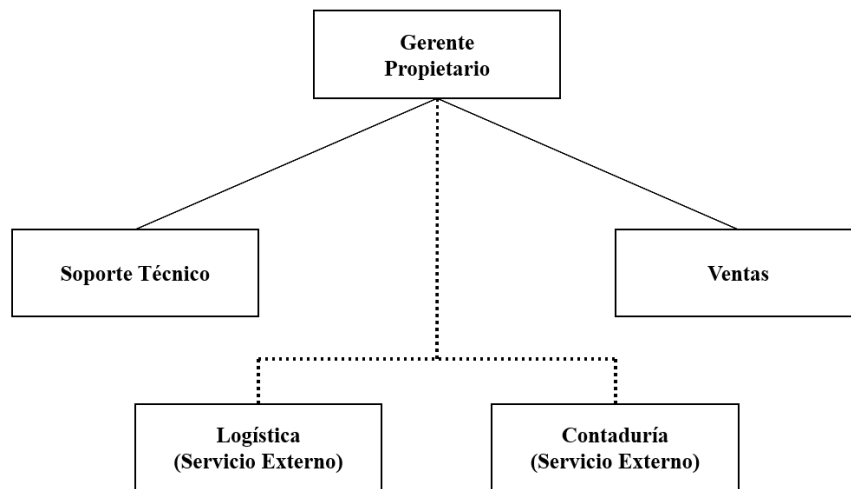 Gerente
Propietario
Soporte Técnico
Ventas
Logística
(Servicio Externo)
Contaduría
(Servicio Externo)